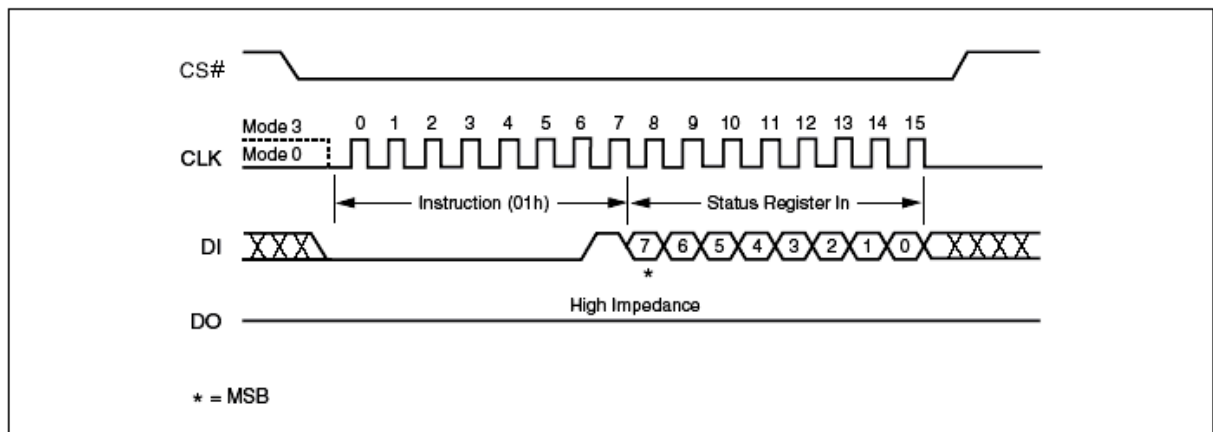 CS#
Mode 3
0 1 2 3 4 5 6 7 8 9 10 11 12 13 14 15
CLK
Mode 0
Instruction (01h)
Status Register In
DI
7 6 5 4 3 2 1 0
*
High Impedance
DO
* = MSB